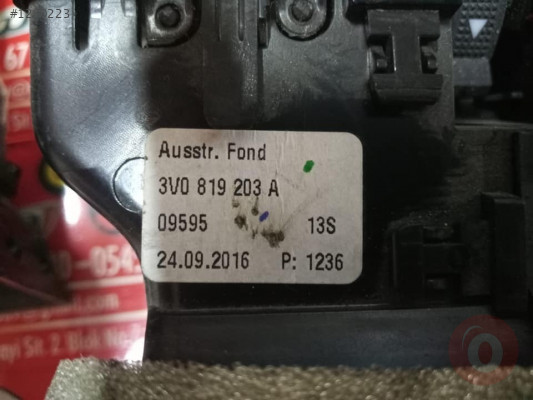 Ausstr. Fond
3V0 819 203 A
09595 13S
24.09.2016 P: 1236